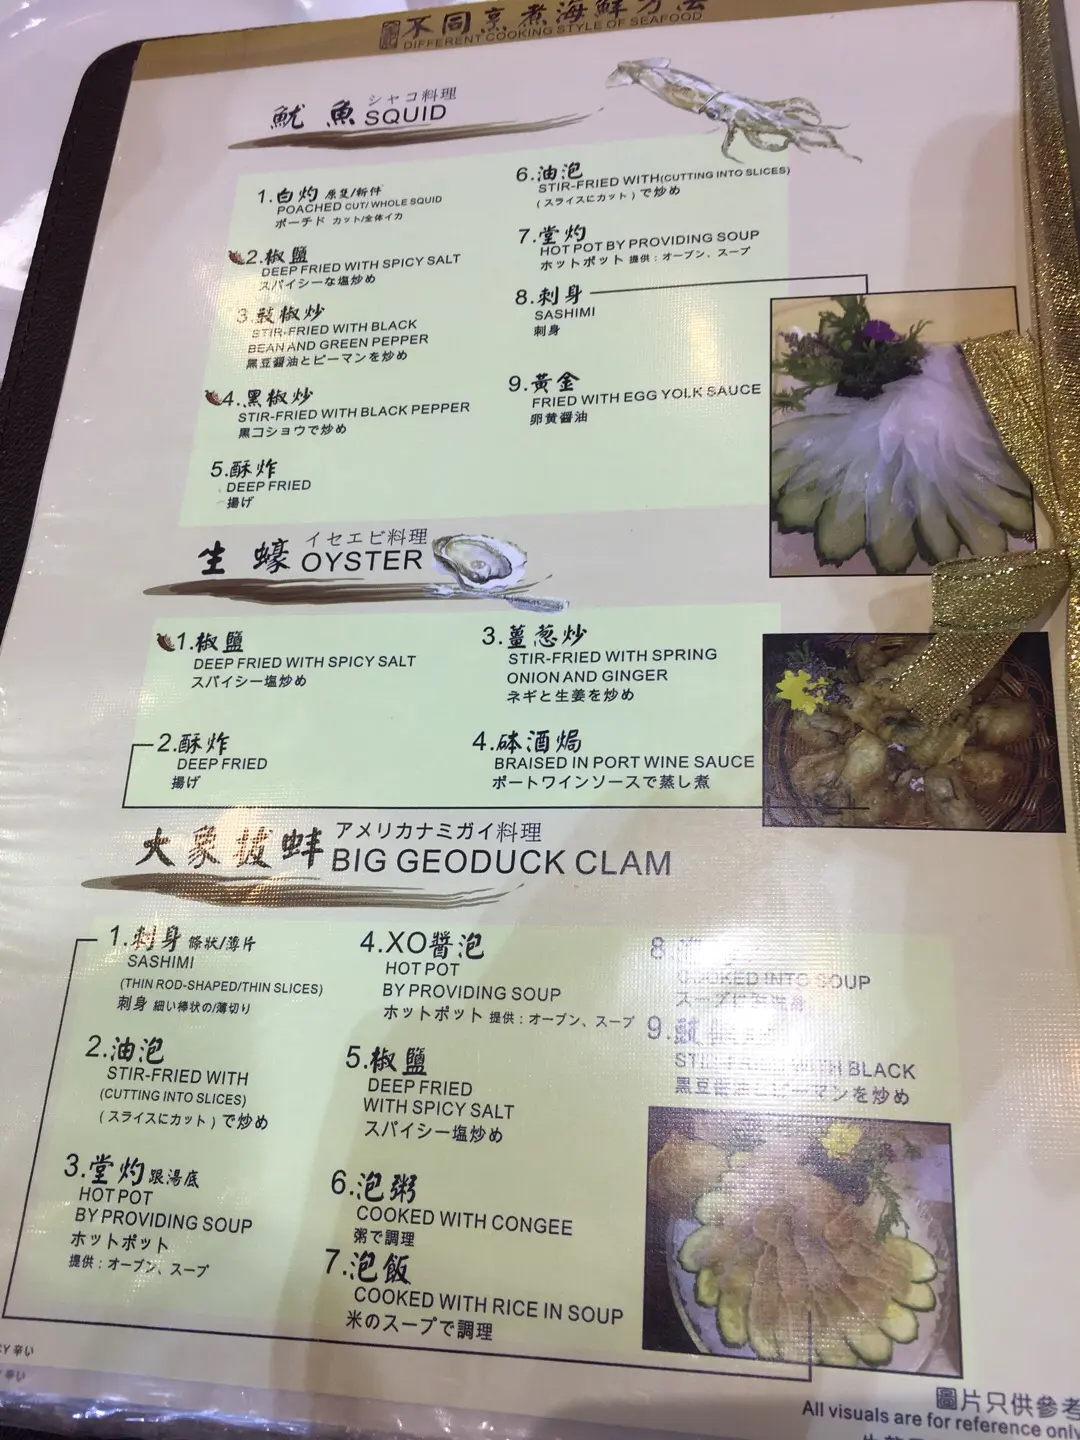 不同烹煮海鮮方法
DIFFERENT COOKING STYLE OF SEAFOOD
魷魚 シャコ料理
SQUID
1.白灼 原隻/斬件
POACHED CUT/ WHOLE SQUID
ポーチド カット/全体イカ
2.椒鹽
DEEP FRIED WITH SPICY SALT
スパイシーな塩炒め
3.豉椒炒
STIR-FRIED WITH BLACK
BEAN AND GREEN PEPPER
黒豆醤油とピーマンを炒め
4.黑椒炒
STIR-FRIED WITH BLACK PEPPER
黒コショウで炒め
5.酥炸
DEEP FRIED
揚げ
6.油泡
STIR-FRIED WITH(CUTTING INTO SLICES)
(スライスにカット)で炒め
7.堂灼
HOT POT BY PROVIDING SOUP
ホットポット 提供:オーブン、スープ
8.刺身
SASHIMI
刺身
9.黃金
FRIED WITH EGG YOLK SAUCE
卵黄醤油
生蠔 イセエビ料理
OYSTER
1.椒鹽
DEEP FRIED WITH SPICY SALT
スパイシー塩炒め
2.酥炸
DEEP FRIED
揚げ
3.薑葱炒
STIR-FRIED WITH SPRING
ONION AND GINGER
ネギと生姜を炒め
4.砵酒焗
BRAISED IN PORT WINE SAUCE
ポートワインソースで蒸し煮
大象拔蚌 アメリカナミガイ料理
BIG GEODUCK CLAM
1.刺身 條狀/薄片
SASHIMI
(THIN ROD-SHAPED/THIN SLICES)
刺身 細い棒状の/薄切り
2.油泡
STIR-FRIED WITH
(CUTTING INTO SLICES)
(スライスにカット)で炒め
3.堂灼 跟湯底
HOT POT
BY PROVIDING SOUP
ホットポット
提供:オーブン、スープ
4.XO醬泡
HOT POT
BY PROVIDING SOUP
ホットポット 提供:オーブン、スープ
5.椒鹽
DEEP FRIED
WITH SPICY SALT
スパイシー塩炒め
6.泡粥
COOKED WITH CONGEE
粥で調理
7.泡飯
COOKED WITH RICE IN SOUP
米のスープで調理
8.
COOKED INTO SOUP
スープに
9.豉
STIR-FRIED WITH BLACK
黒豆醤油とピーマンを炒め
辛い
辛い
圖片只供參考
All visuals are for reference only